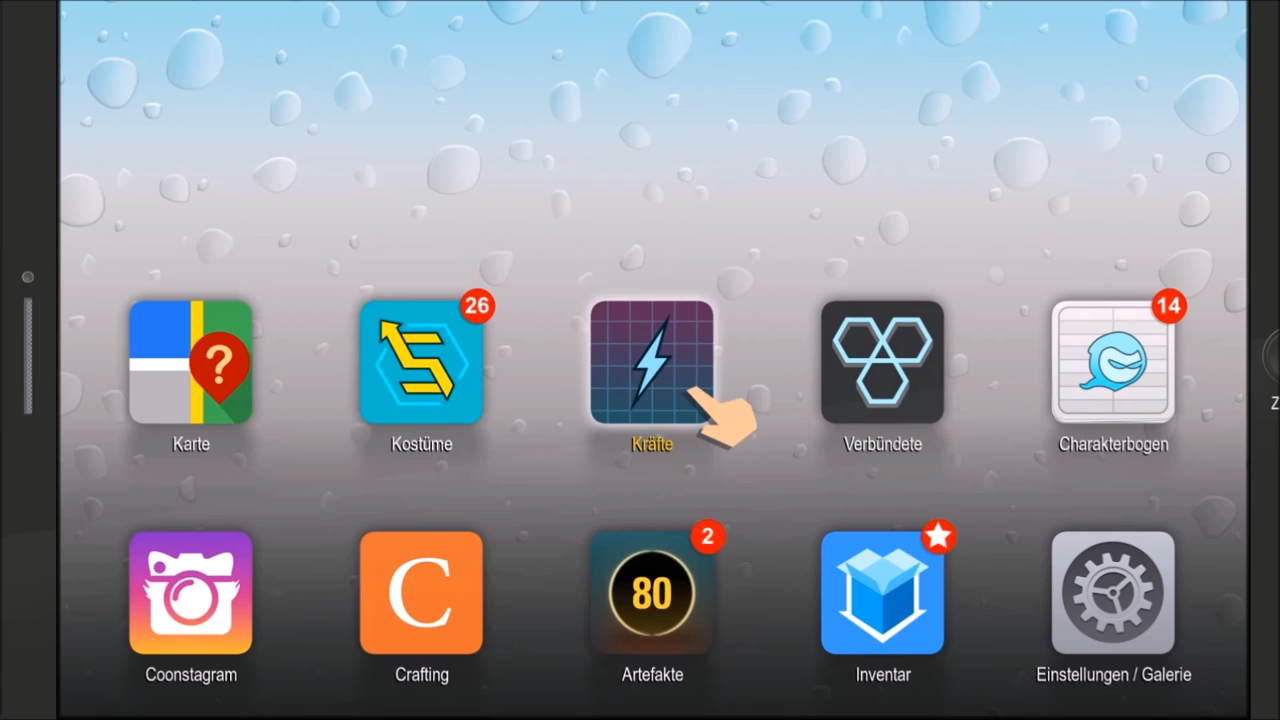 26
14
?
Karte
Kostüme
Kräfte
Verbündete
Charakterbogen
Z
2
C
80
Coonstagram
Crafting
Artefakte
Inventar
Einstellungen / Galerie